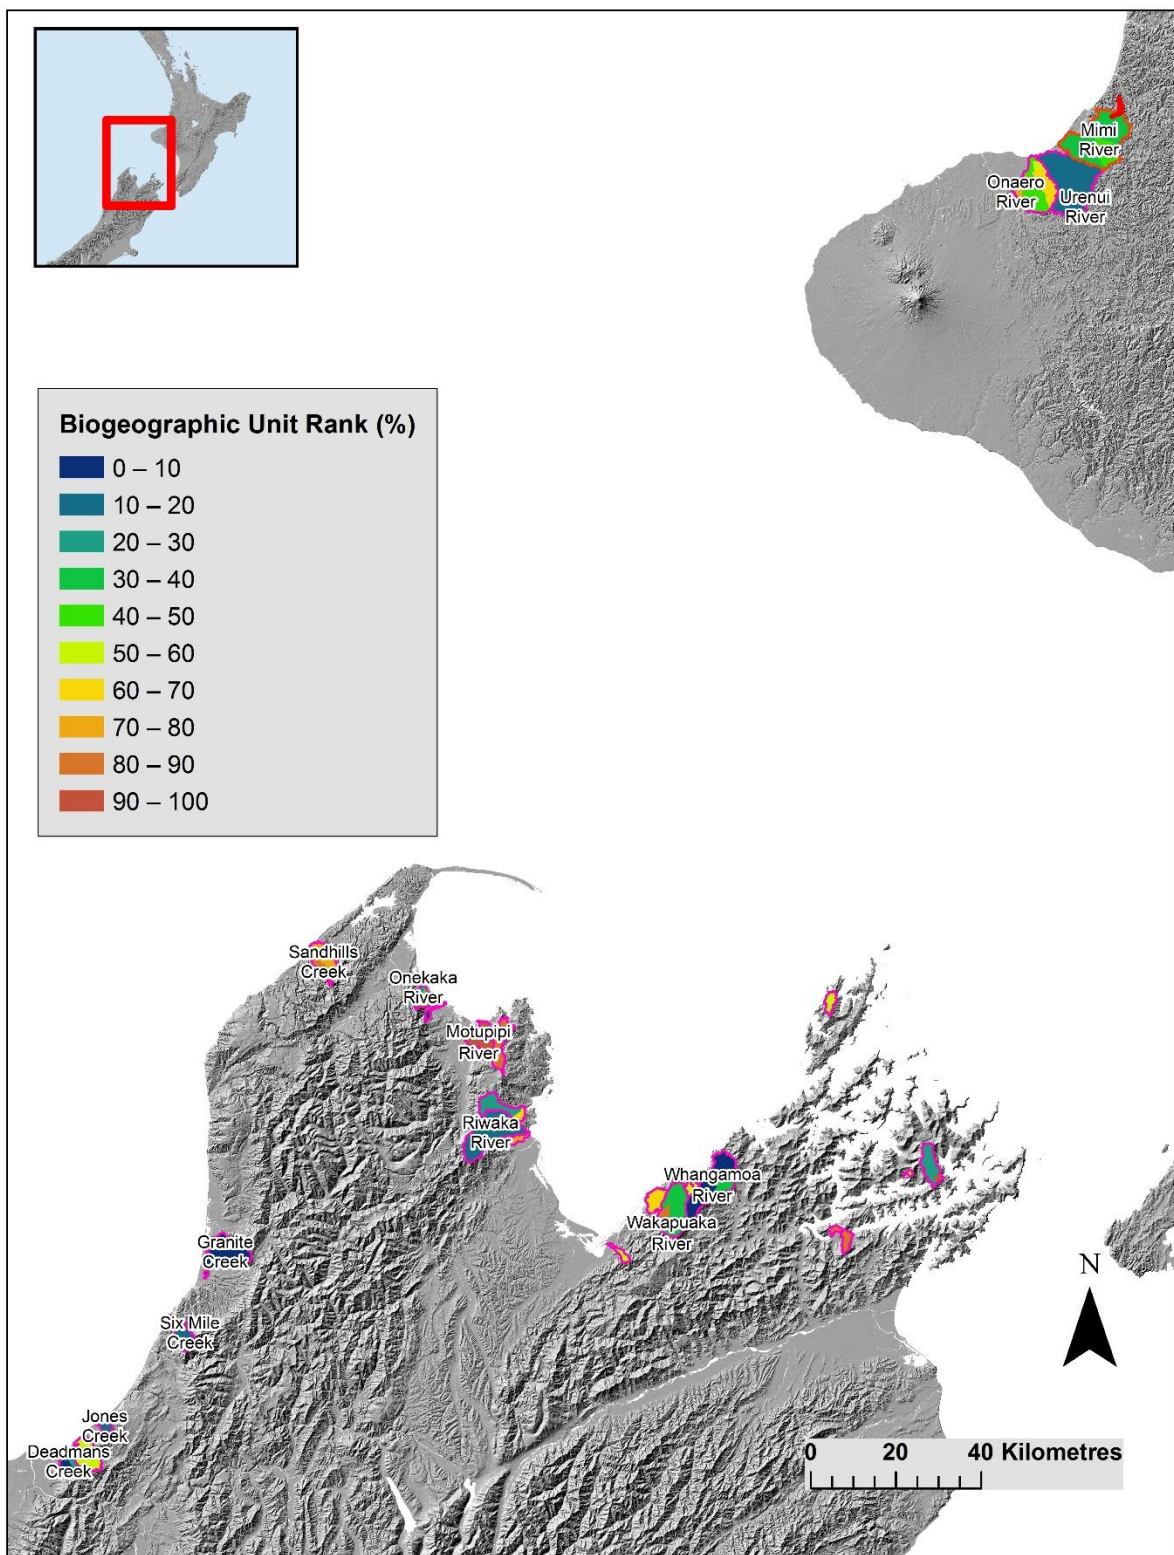 Mimi
River
Onaero
River
Urenui
River
Biogeographic Unit Rank (%)
0 – 10
10 – 20
20 – 30
30 – 40
40 – 50
50 – 60
60 – 70
70 – 80
80 – 90
90 – 100
Sandhills
Creek
Onekaka
River
Motupipi
River
Riwaka
River
Whangamoa
River
Wakapuaka
River
Granite
Creek
N
Six Mile
Creek
Jones
Creek
Deadmans
Creek
0 20 40 Kilometres